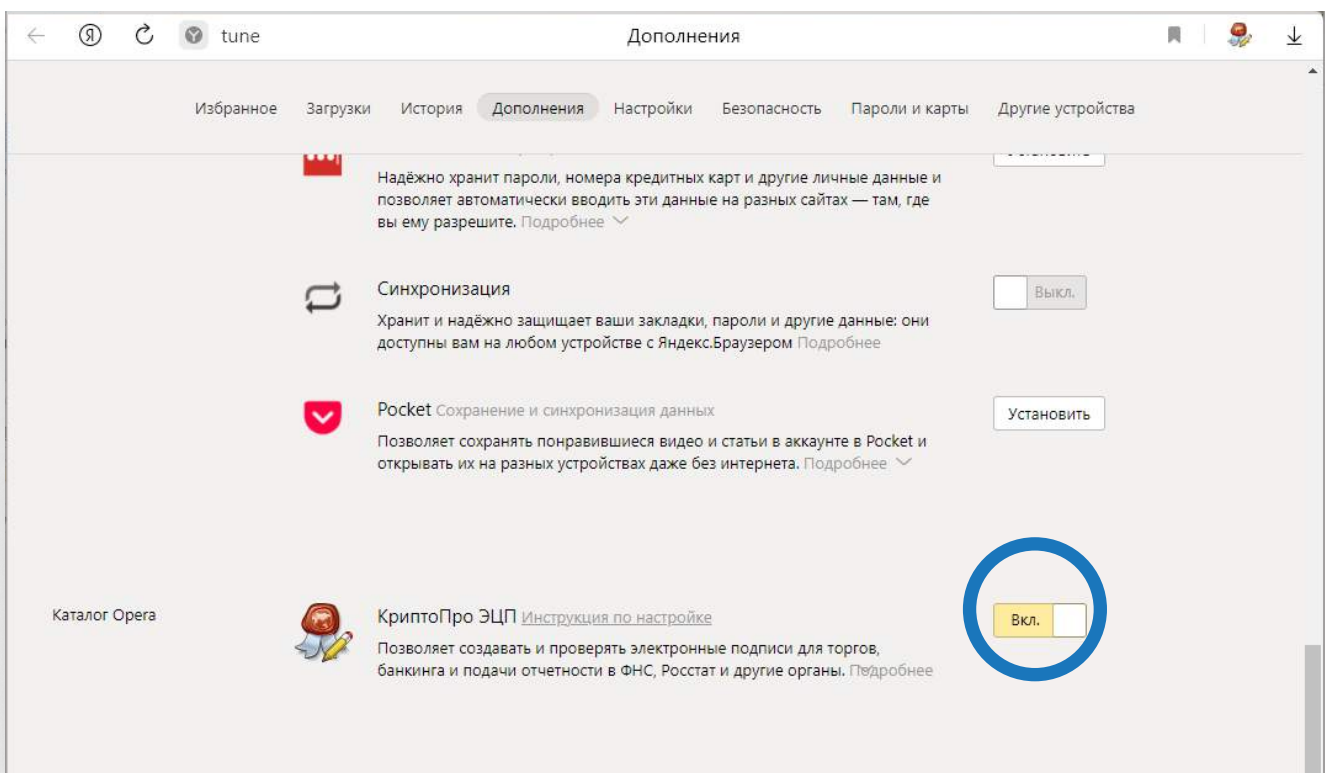 tune
Дополнения
Избранное Загрузки История Дополнения Настройки Безопасность Пароли и карты Другие устройства
Надёжно хранит пароли, номера кредитных карт и другие личные данные и
позволяет автоматически вводить эти данные на разных сайтах — там, где
вы ему разрешите. Подробнее
Синхронизация
Выкл.
Хранит и надёжно защищает ваши закладки, пароли и другие данные: они
доступны вам на любом устройстве с Яндекс.Браузером Подробнее
Pocket Сохранение и синхронизация данных
Установить
Позволяет сохранять понравившиеся видео и статьи в аккаунте в Pocket и
открывать их на разных устройствах даже без интернета. Подробнее
Каталог Opera
КриптоПро ЭЦП Инструкция по настройке
Вкл.
Позволяет создавать и проверять электронные подписи для торгов,
банкинга и подачи отчетности в ФНС, Росстат и другие органы. Подробнее